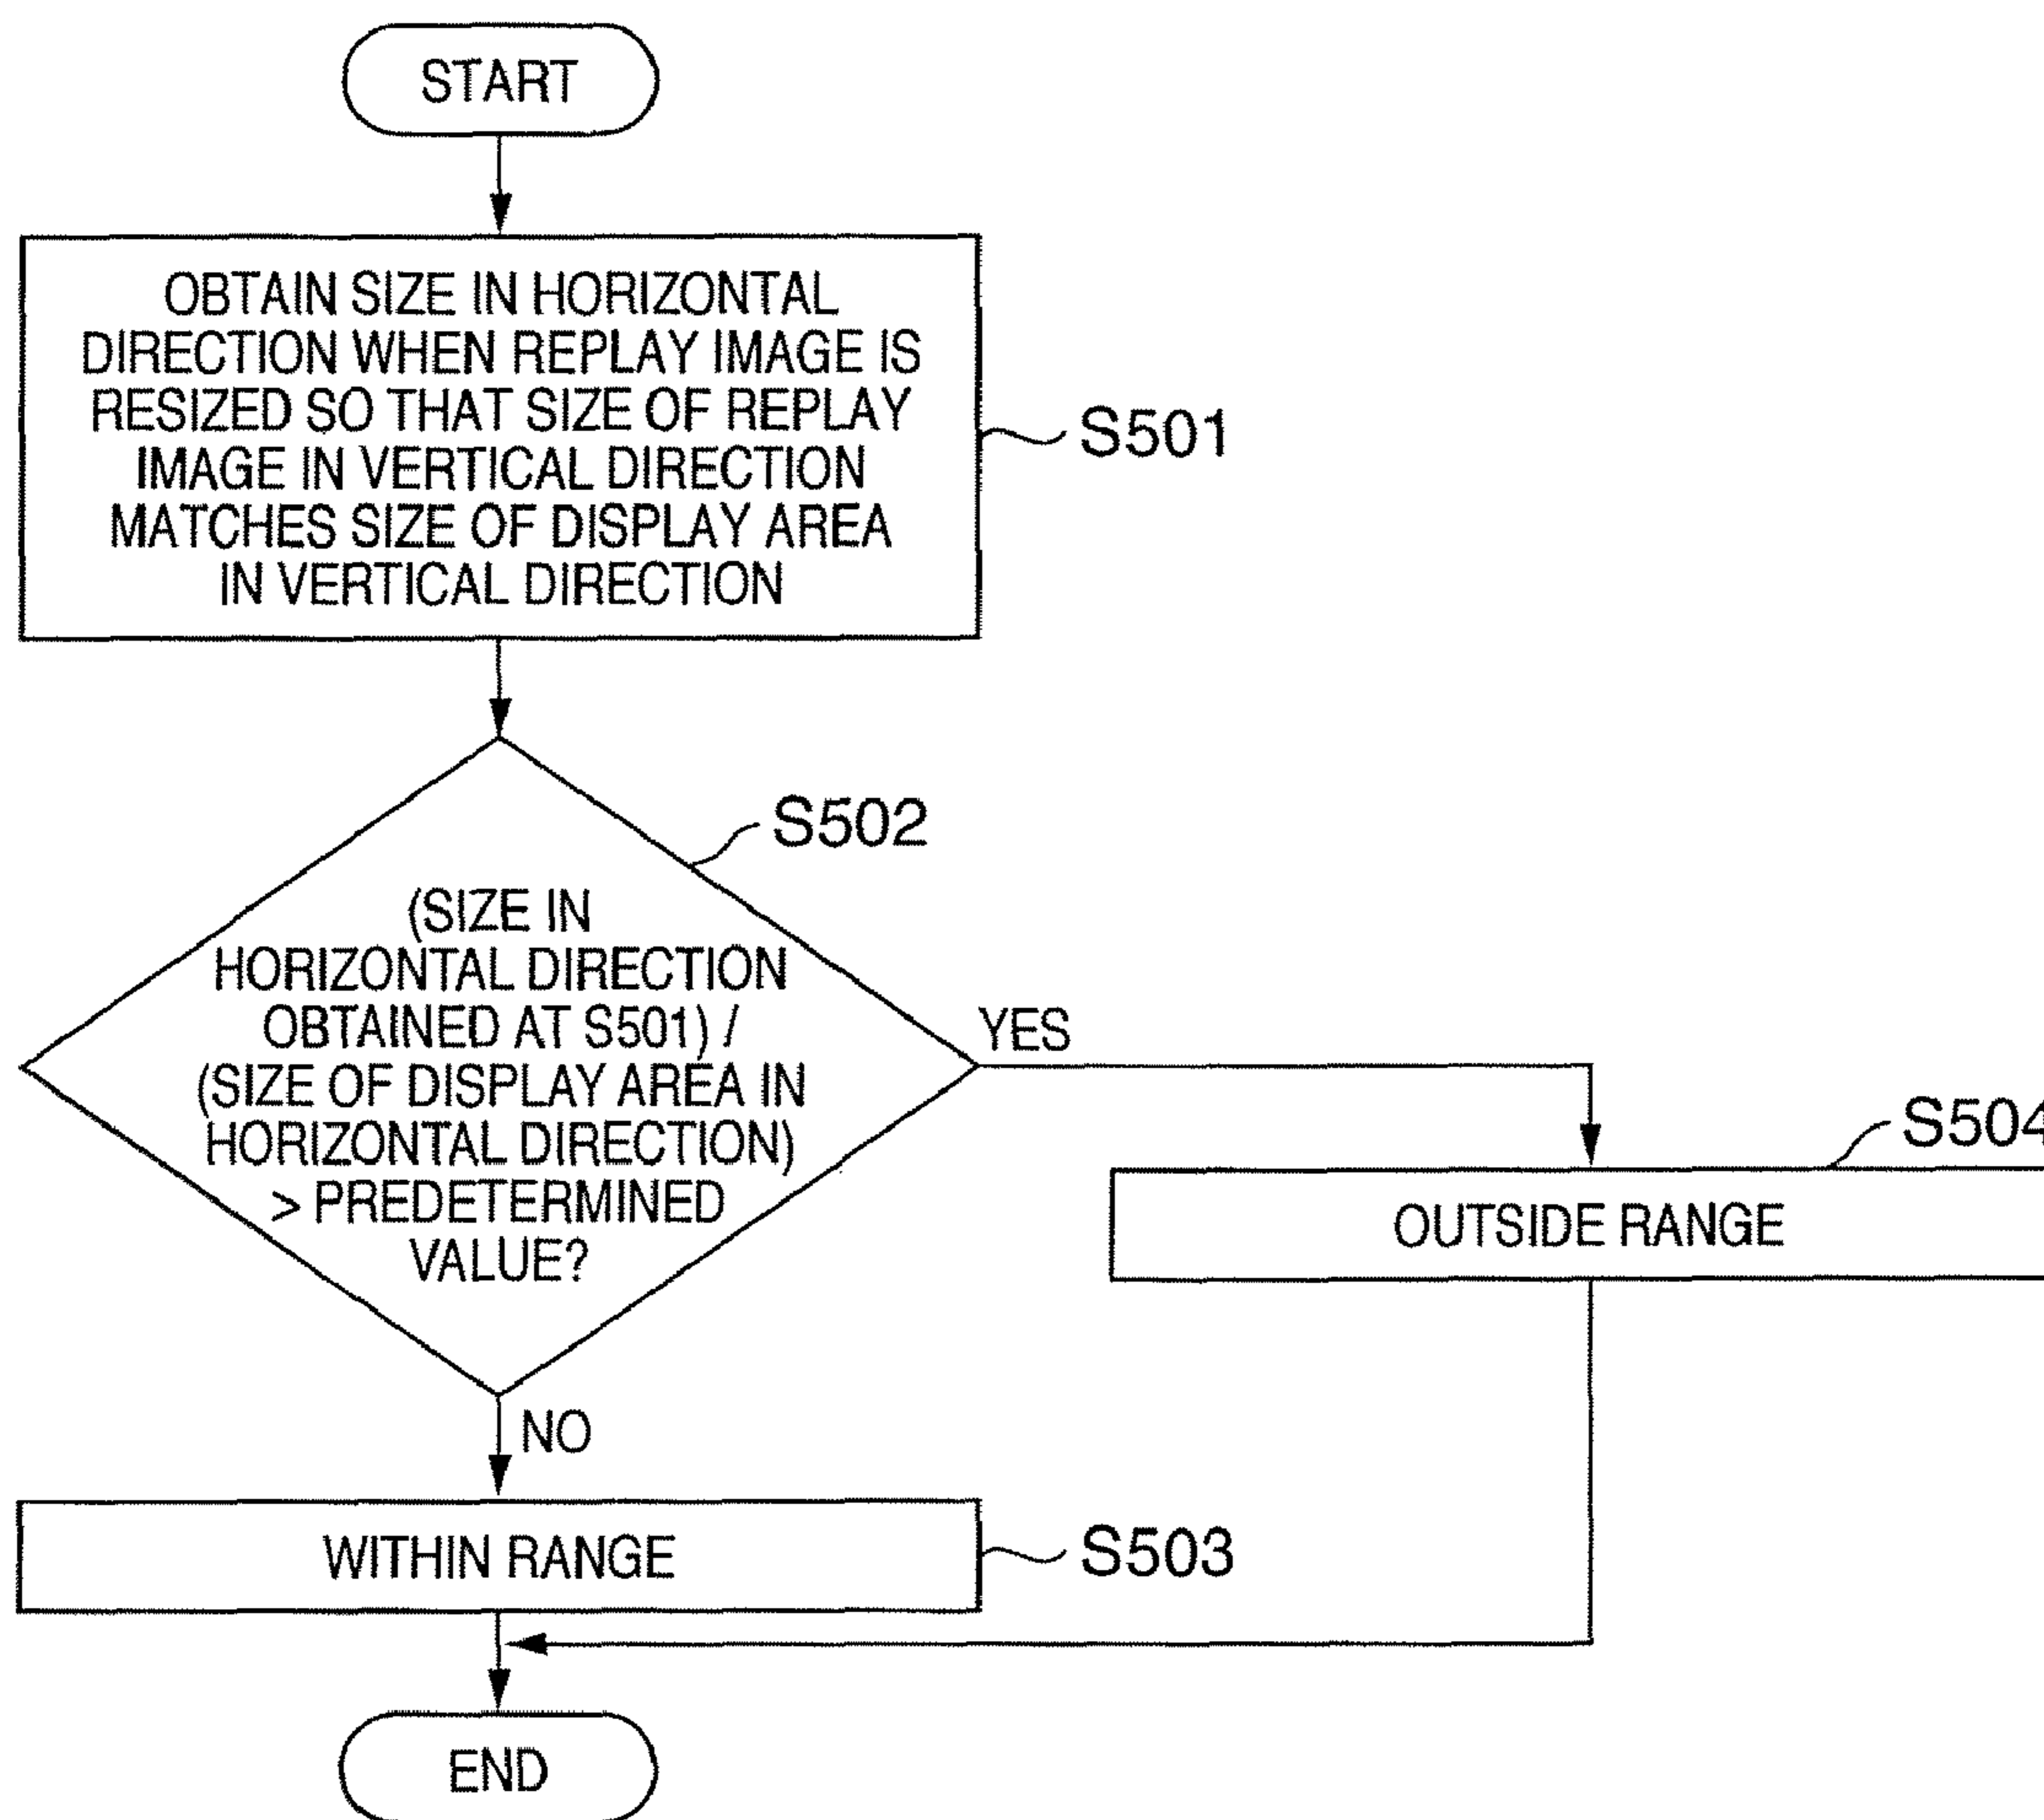 START
OBTAIN SIZE IN HORIZONTAL
DIRECTION WHEN REPLAY IMAGE IS
RESIZED SO THAT SIZE OF REPLAY
IMAGE IN VERTICAL DIRECTION
MATCHES SIZE OF DISPLAY AREA
IN VERTICAL DIRECTION
S501
S502
(SIZE IN
HORIZONTAL DIRECTION
OBTAINED AT S501) /
(SIZE OF DISPLAY AREA IN
HORIZONTAL DIRECTION)
> PREDETERMINED
VALUE?
YES
S504
OUTSIDE RANGE
NO
WITHIN RANGE
S503
END